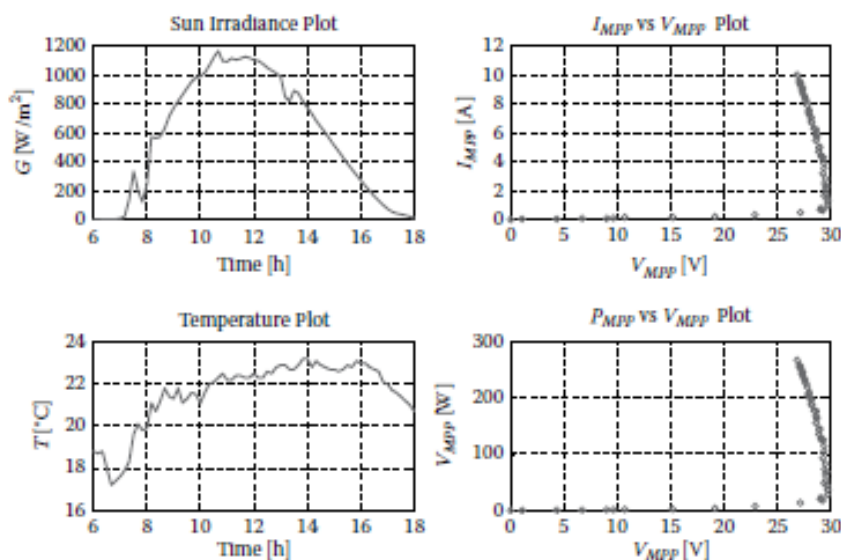 Sun Irradiance Plot
G [W/m²]
1200
1000
800
600
400
200
0
6 8 10 12 14 16 18
Time [h]
I_MPP vs V_MPP Plot
I_MPP [A]
12
10
8
6
4
2
0
0 5 10 15 20 25 30
V_MPP [V]
Temperature Plot
T [°C]
24
22
20
18
16
6 8 10 12 14 16 18
Time [h]
P_MPP vs V_MPP Plot
V_MPP [W]
300
200
100
0
0 5 10 15 20 25 30
V_MPP [V]